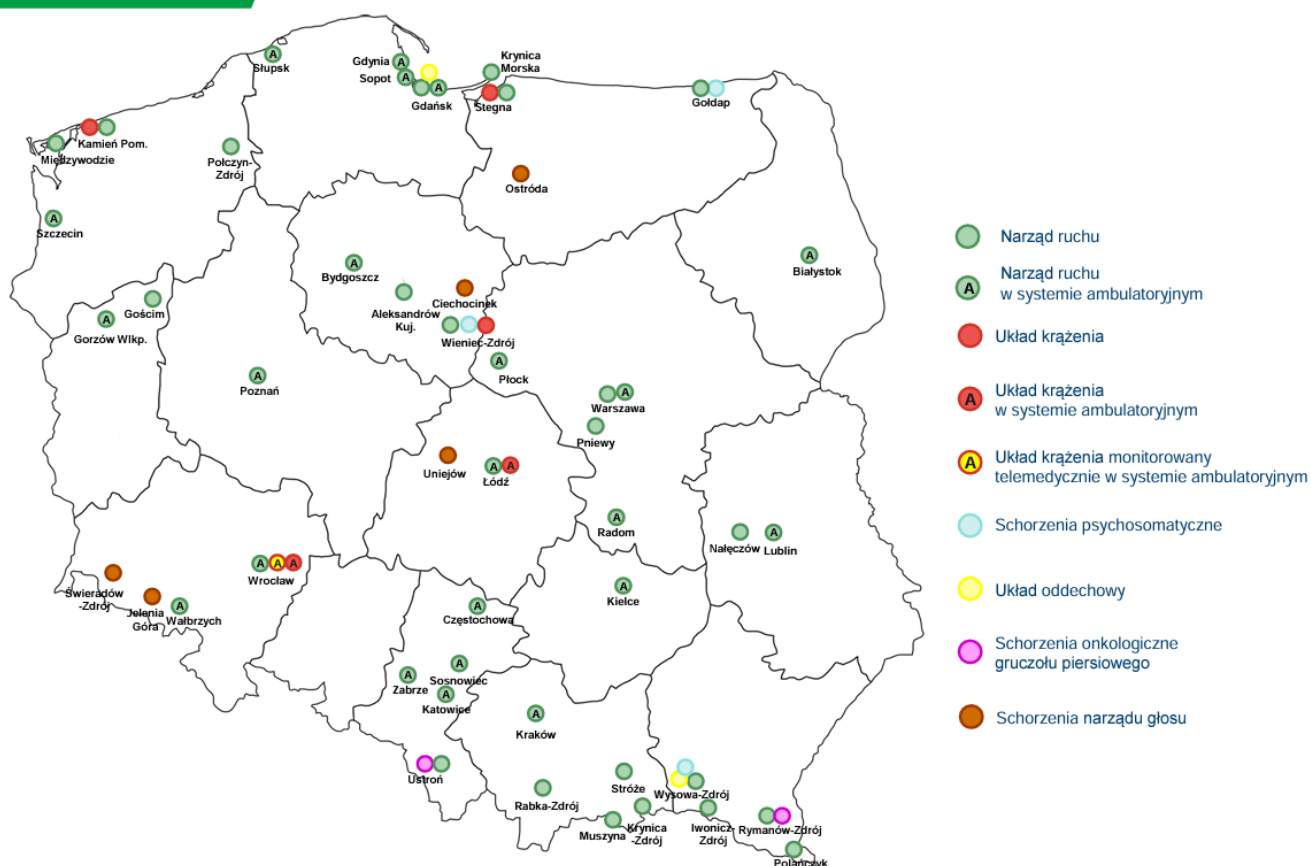 A
Słupsk
Gdynia A
Sopot A
Krynica
Morska
A
Gdańsk
Stegna
Gołdap
Kamień Pom.
Międzywodzie
Połczyn-
Zdrój
Ostróda
A
Szczecin
A
Bydgoszcz
Aleksandrów
Kuj.
Ciechocinek
Wieniec-Zdrój
A
Białystok
Gościm
A
Gorzów Wlkp.
A
Poznań
A
Płock
A
Warszawa
Pniewy
Uniejów
A A
Łódź
A
Radom
Nałęczów
A
Lublin
A A A
Wrocław
Świeradów
-Zdrój
Jelenia
Góra
A
Wałbrzych
A
Kielce
A
Częstochowa
A
Sosnowiec
A
Zabrze
A
Katowice
A
Kraków
Ustroń
Rabka-Zdrój
Stróże
Muszyna
Krynica
-Zdrój
Wysowa-Zdrój
Iwonicz-
Zdrój
Rymanów-Zdrój
Polańczyk
Narząd ruchu
A Narząd ruchu
w systemie ambulatoryjnym
Układ krążenia
A Układ krążenia
w systemie ambulatoryjnym
A Układ krążenia monitorowany
telemedycznie w systemie ambulatoryjnym
Schorzenia psychosomatyczne
Układ oddechowy
Schorzenia onkologiczne
gruczołu piersiowego
Schorzenia narządu głosu